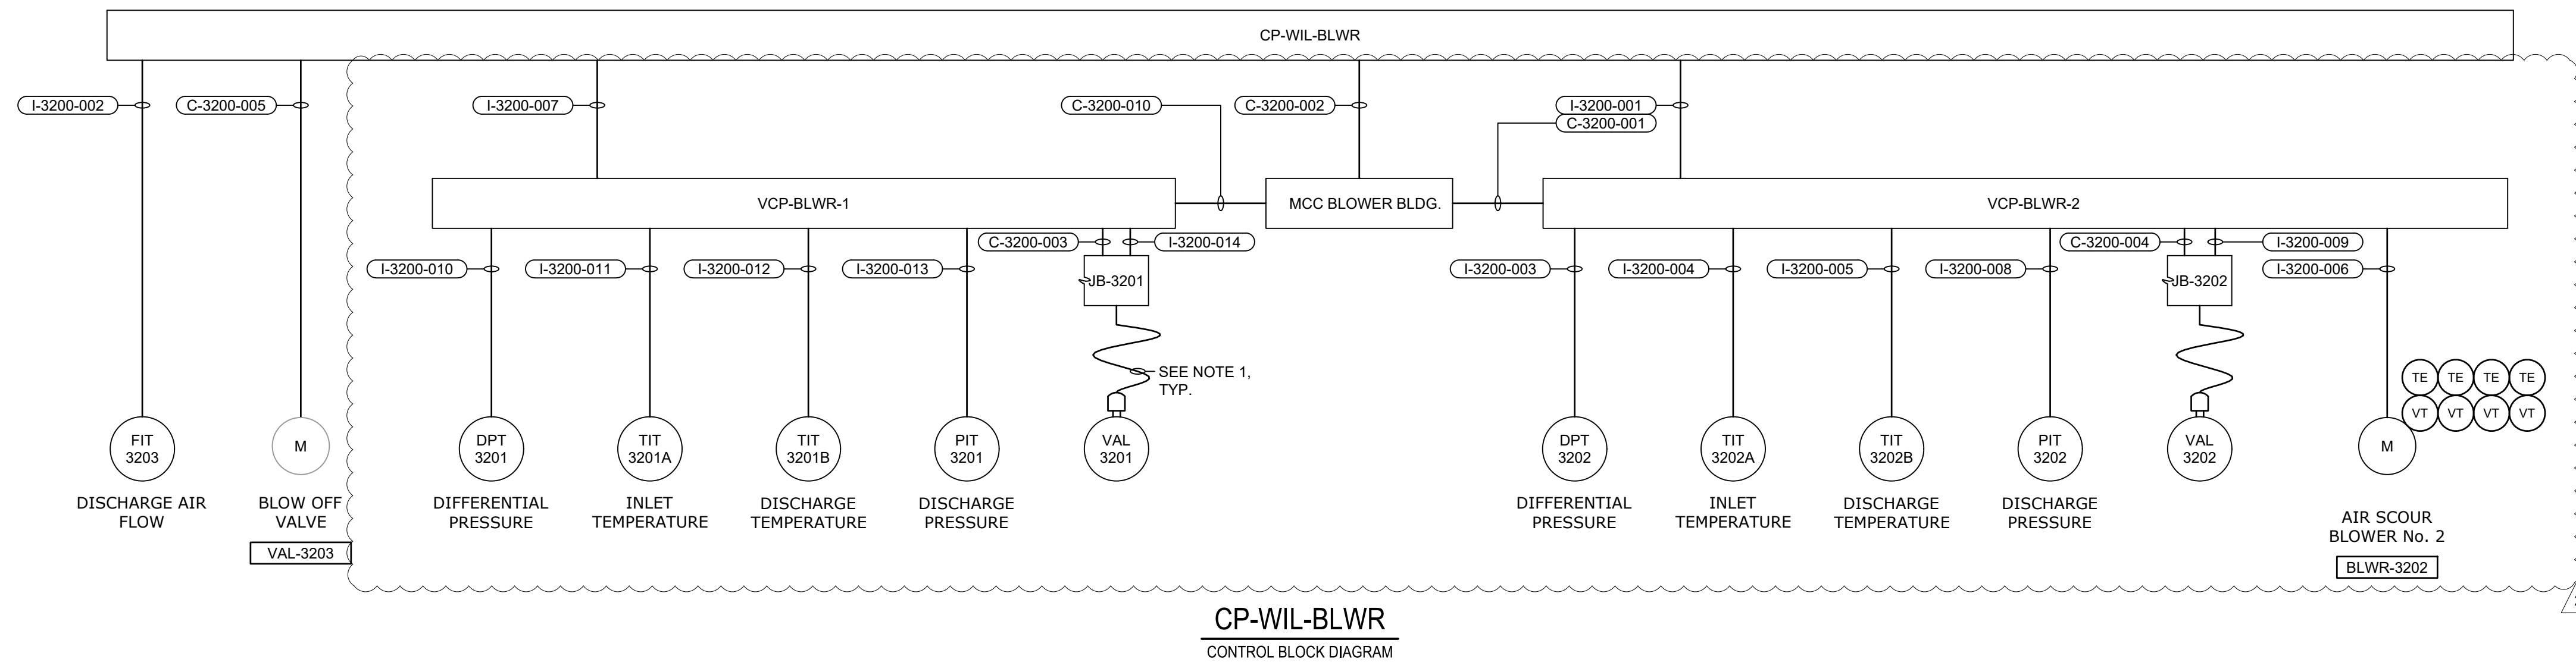 CP-WIL-BLWR
I-3200-002
C-3200-005
I-3200-007
C-3200-010
C-3200-002
I-3200-001
C-3200-001
VCP-BLWR-1
MCC BLOWER BLDG.
VCP-BLWR-2
C-3200-003
I-3200-014
C-3200-004
I-3200-009
I-3200-010
I-3200-011
I-3200-012
I-3200-013
I-3200-003
I-3200-004
I-3200-005
I-3200-008
I-3200-006
JB-3201
JB-3202
SEE NOTE 1,
TYP.
TE TE TE TE
VT VT VT VT
FIT
3203
M
DPT
3201
TIT
3201A
TIT
3201B
PIT
3201
VAL
3201
DPT
3202
TIT
3202A
TIT
3202B
PIT
3202
VAL
3202
M
DISCHARGE AIR
FLOW
BLOW OFF
VALVE
VAL-3203
DIFFERENTIAL
PRESSURE
INLET
TEMPERATURE
DISCHARGE
TEMPERATURE
DISCHARGE
PRESSURE
DIFFERENTIAL
PRESSURE
INLET
TEMPERATURE
DISCHARGE
TEMPERATURE
DISCHARGE
PRESSURE
AIR SCOUR
BLOWER No. 2
BLWR-3202
CP-WIL-BLWR
CONTROL BLOCK DIAGRAM